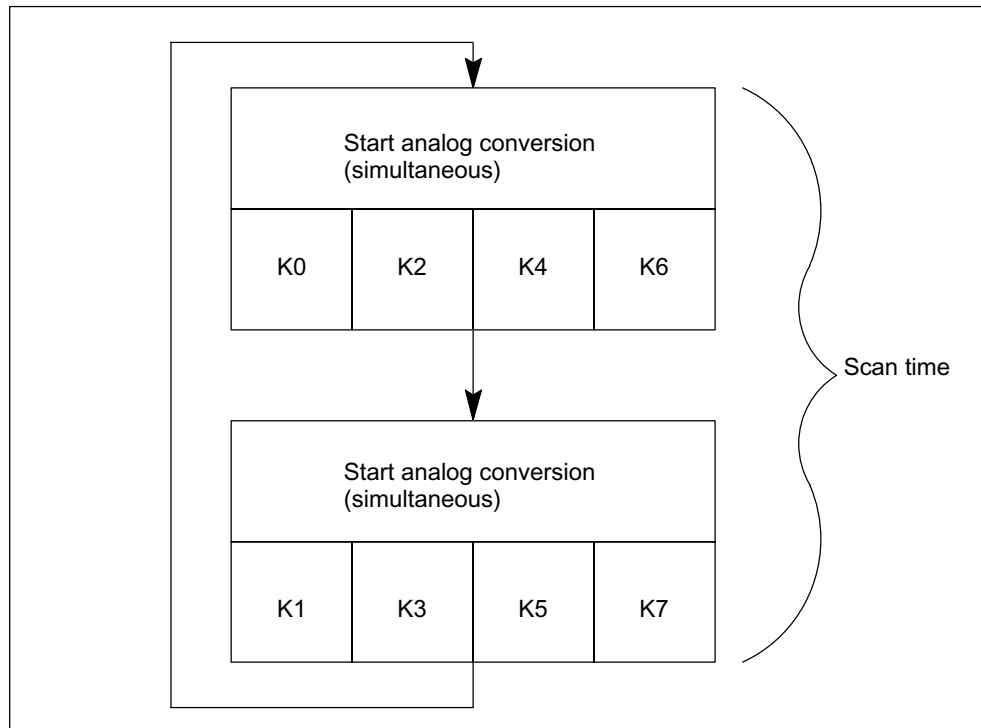 Start analog conversion
(simultaneous)
K0 K2 K4 K6
Scan time
Start analog conversion
(simultaneous)
K1 K3 K5 K7